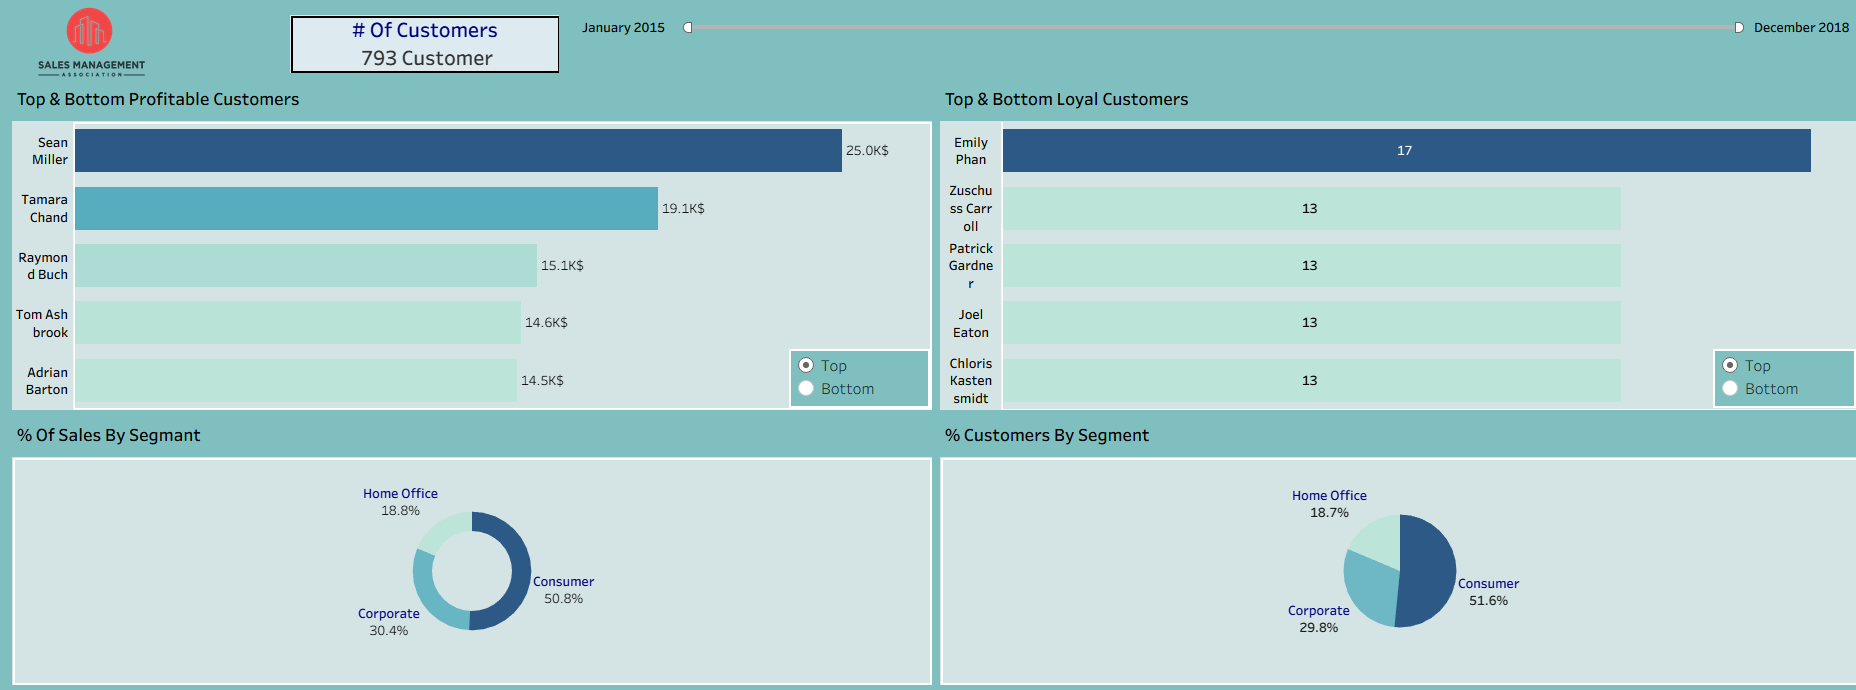 SALES MANAGEMENT
ASSOCIATION
# Of Customers
793 Customer
January 2015
December 2018
Top & Bottom Profitable Customers
Sean
Miller
25.0K$
Tamara
Chand
19.1K$
Raymon
d Buch
15.1K$
Tom Ash
brook
14.6K$
Adrian
Barton
14.5K$
Top
Bottom
Top & Bottom Loyal Customers
Emily
Phan
17
Zuschu
ss Carr
oll
13
Patrick
Gardne
r
13
Joel
Eaton
13
Chloris
Kasten
smidt
13
Top
Bottom
% Of Sales By Segmant
Home Office
18.8%
Consumer
50.8%
Corporate
30.4%
% Customers By Segment
Home Office
18.7%
Consumer
51.6%
Corporate
29.8%